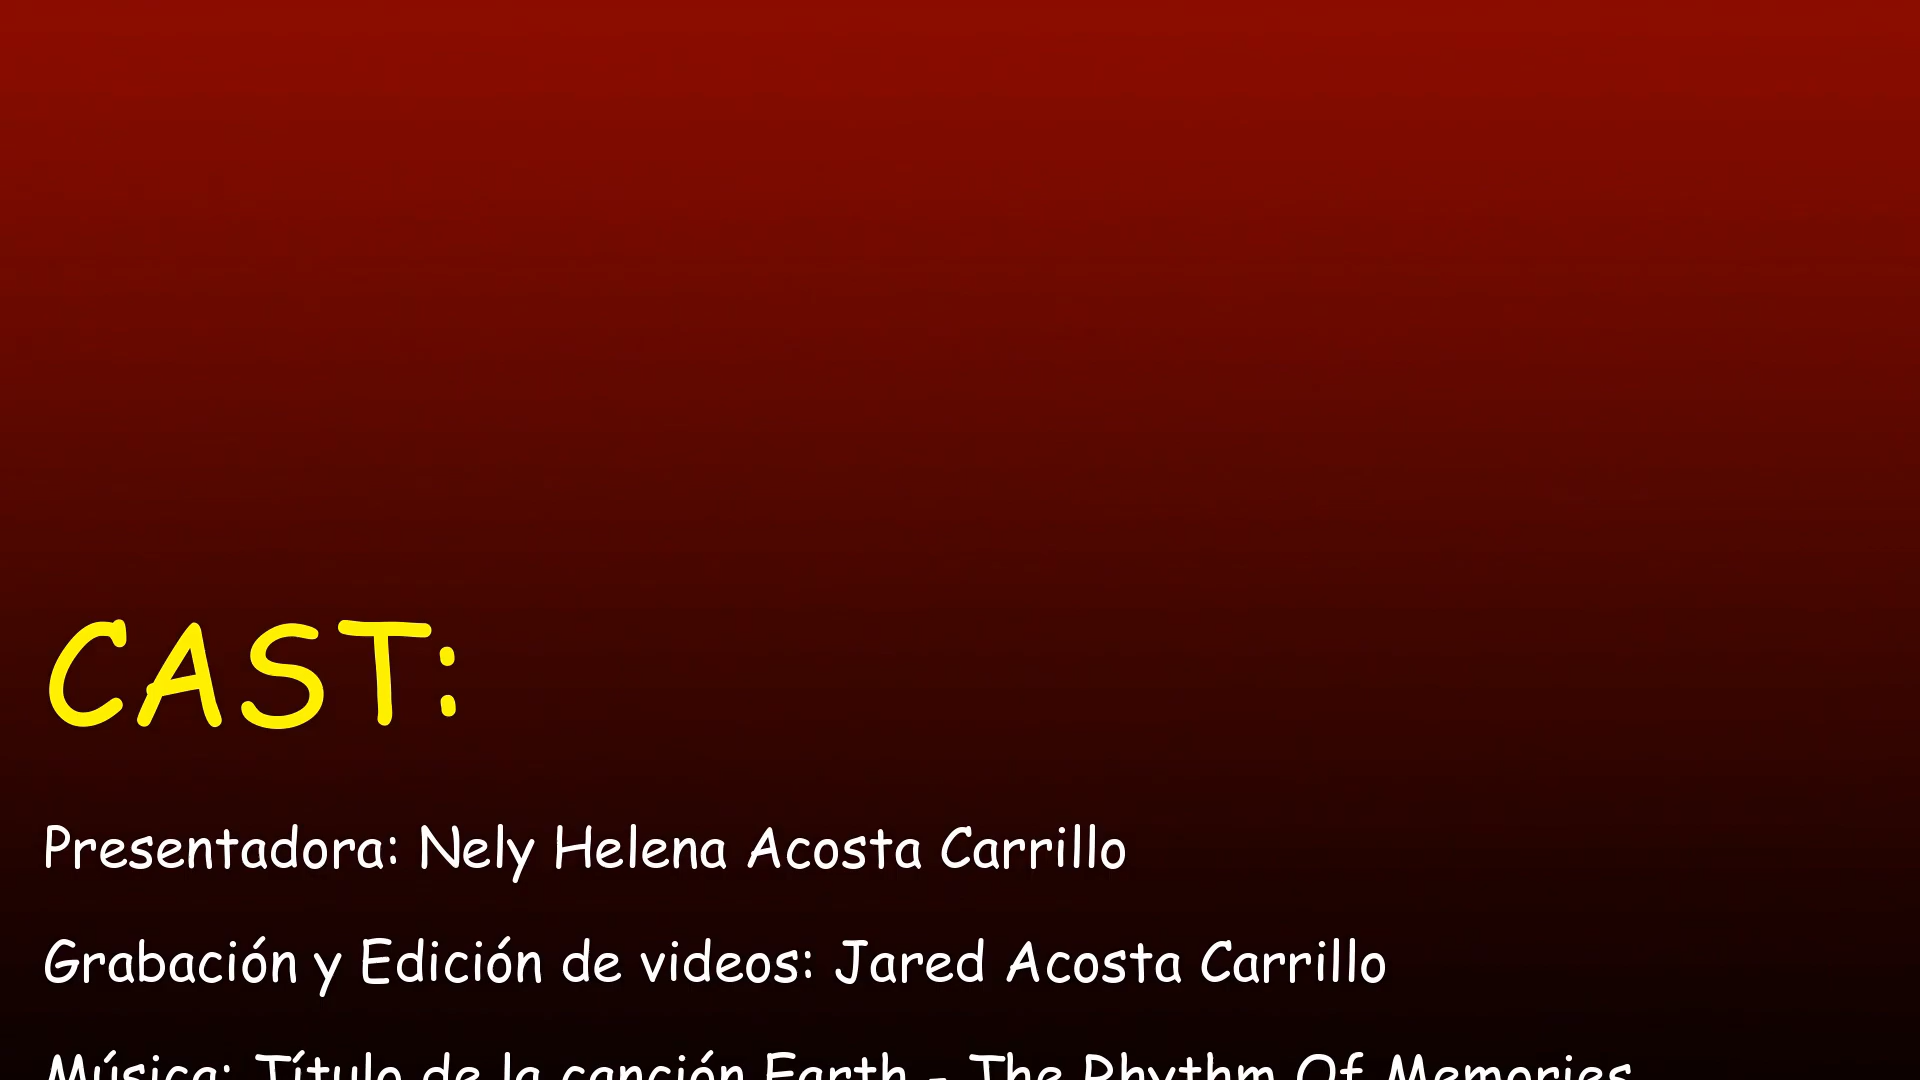 CAST:
Presentadora: Nely Helena Acosta Carrillo
Grabación y Edición de videos: Jared Acosta Carrillo
Música: Título de la canción Earth - The Rhythm Of Memories